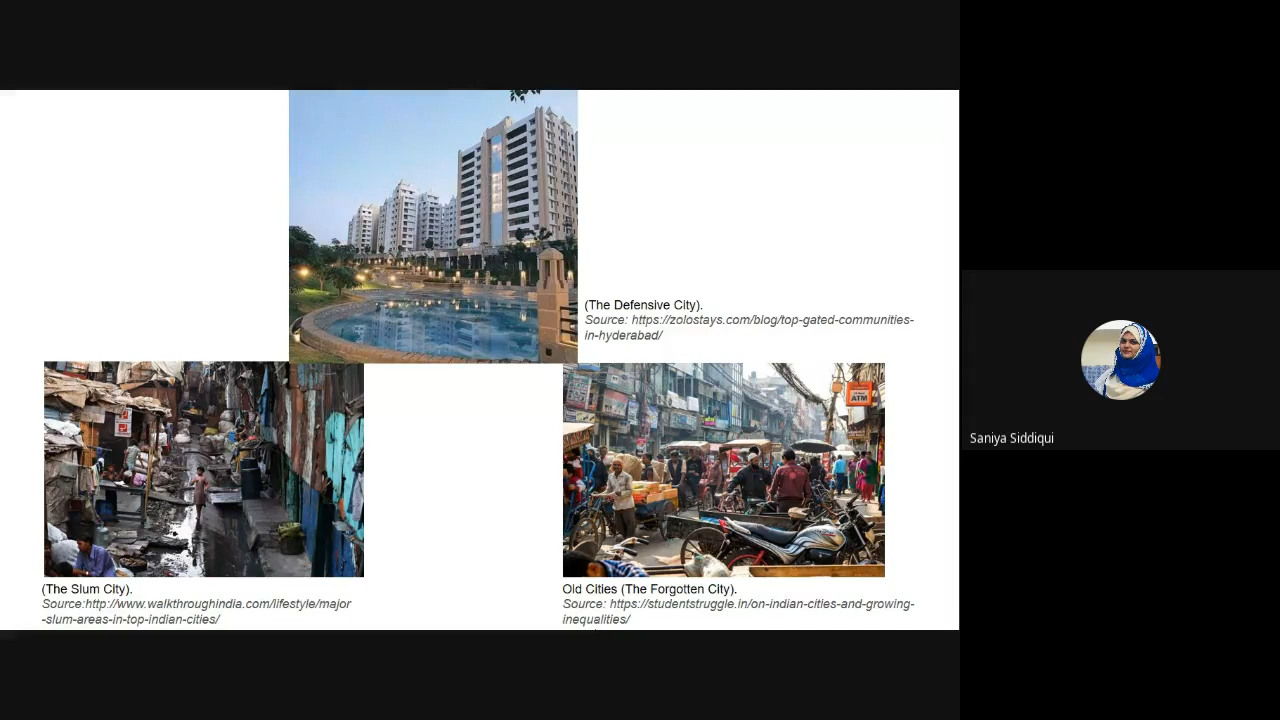 (The Defensive City).
Source: https://zolostays.com/blog/top-gated-communities-
in-hyderabad/
Saniya Siddiqui
ATM
(The Slum City).
Source:http://www.walkthroughindia.com/lifestyle/major
-slum-areas-in-top-indian-cities/
Old Cities (The Forgotten City).
Source: https://studentstruggle.in/on-indian-cities-and-growing-
inequalities/